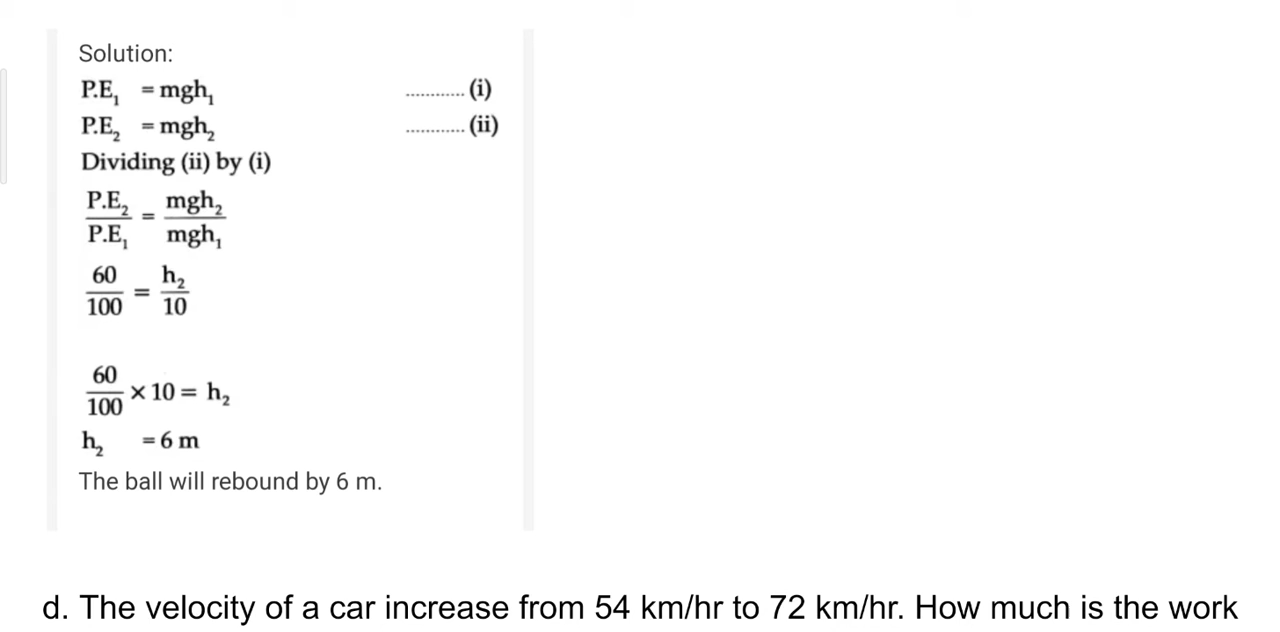 Solution:
P.E₁ = mgh₁ ............ (i)
P.E₂ = mgh₂ ............ (ii)
Dividing (ii) by (i)
P.E₂/P.E₁ = mgh₂/mgh₁
60/100 = h₂/10
60/100 × 10 = h₂
h₂ = 6 m
The ball will rebound by 6 m.
d. The velocity of a car increase from 54 km/hr to 72 km/hr. How much is the work